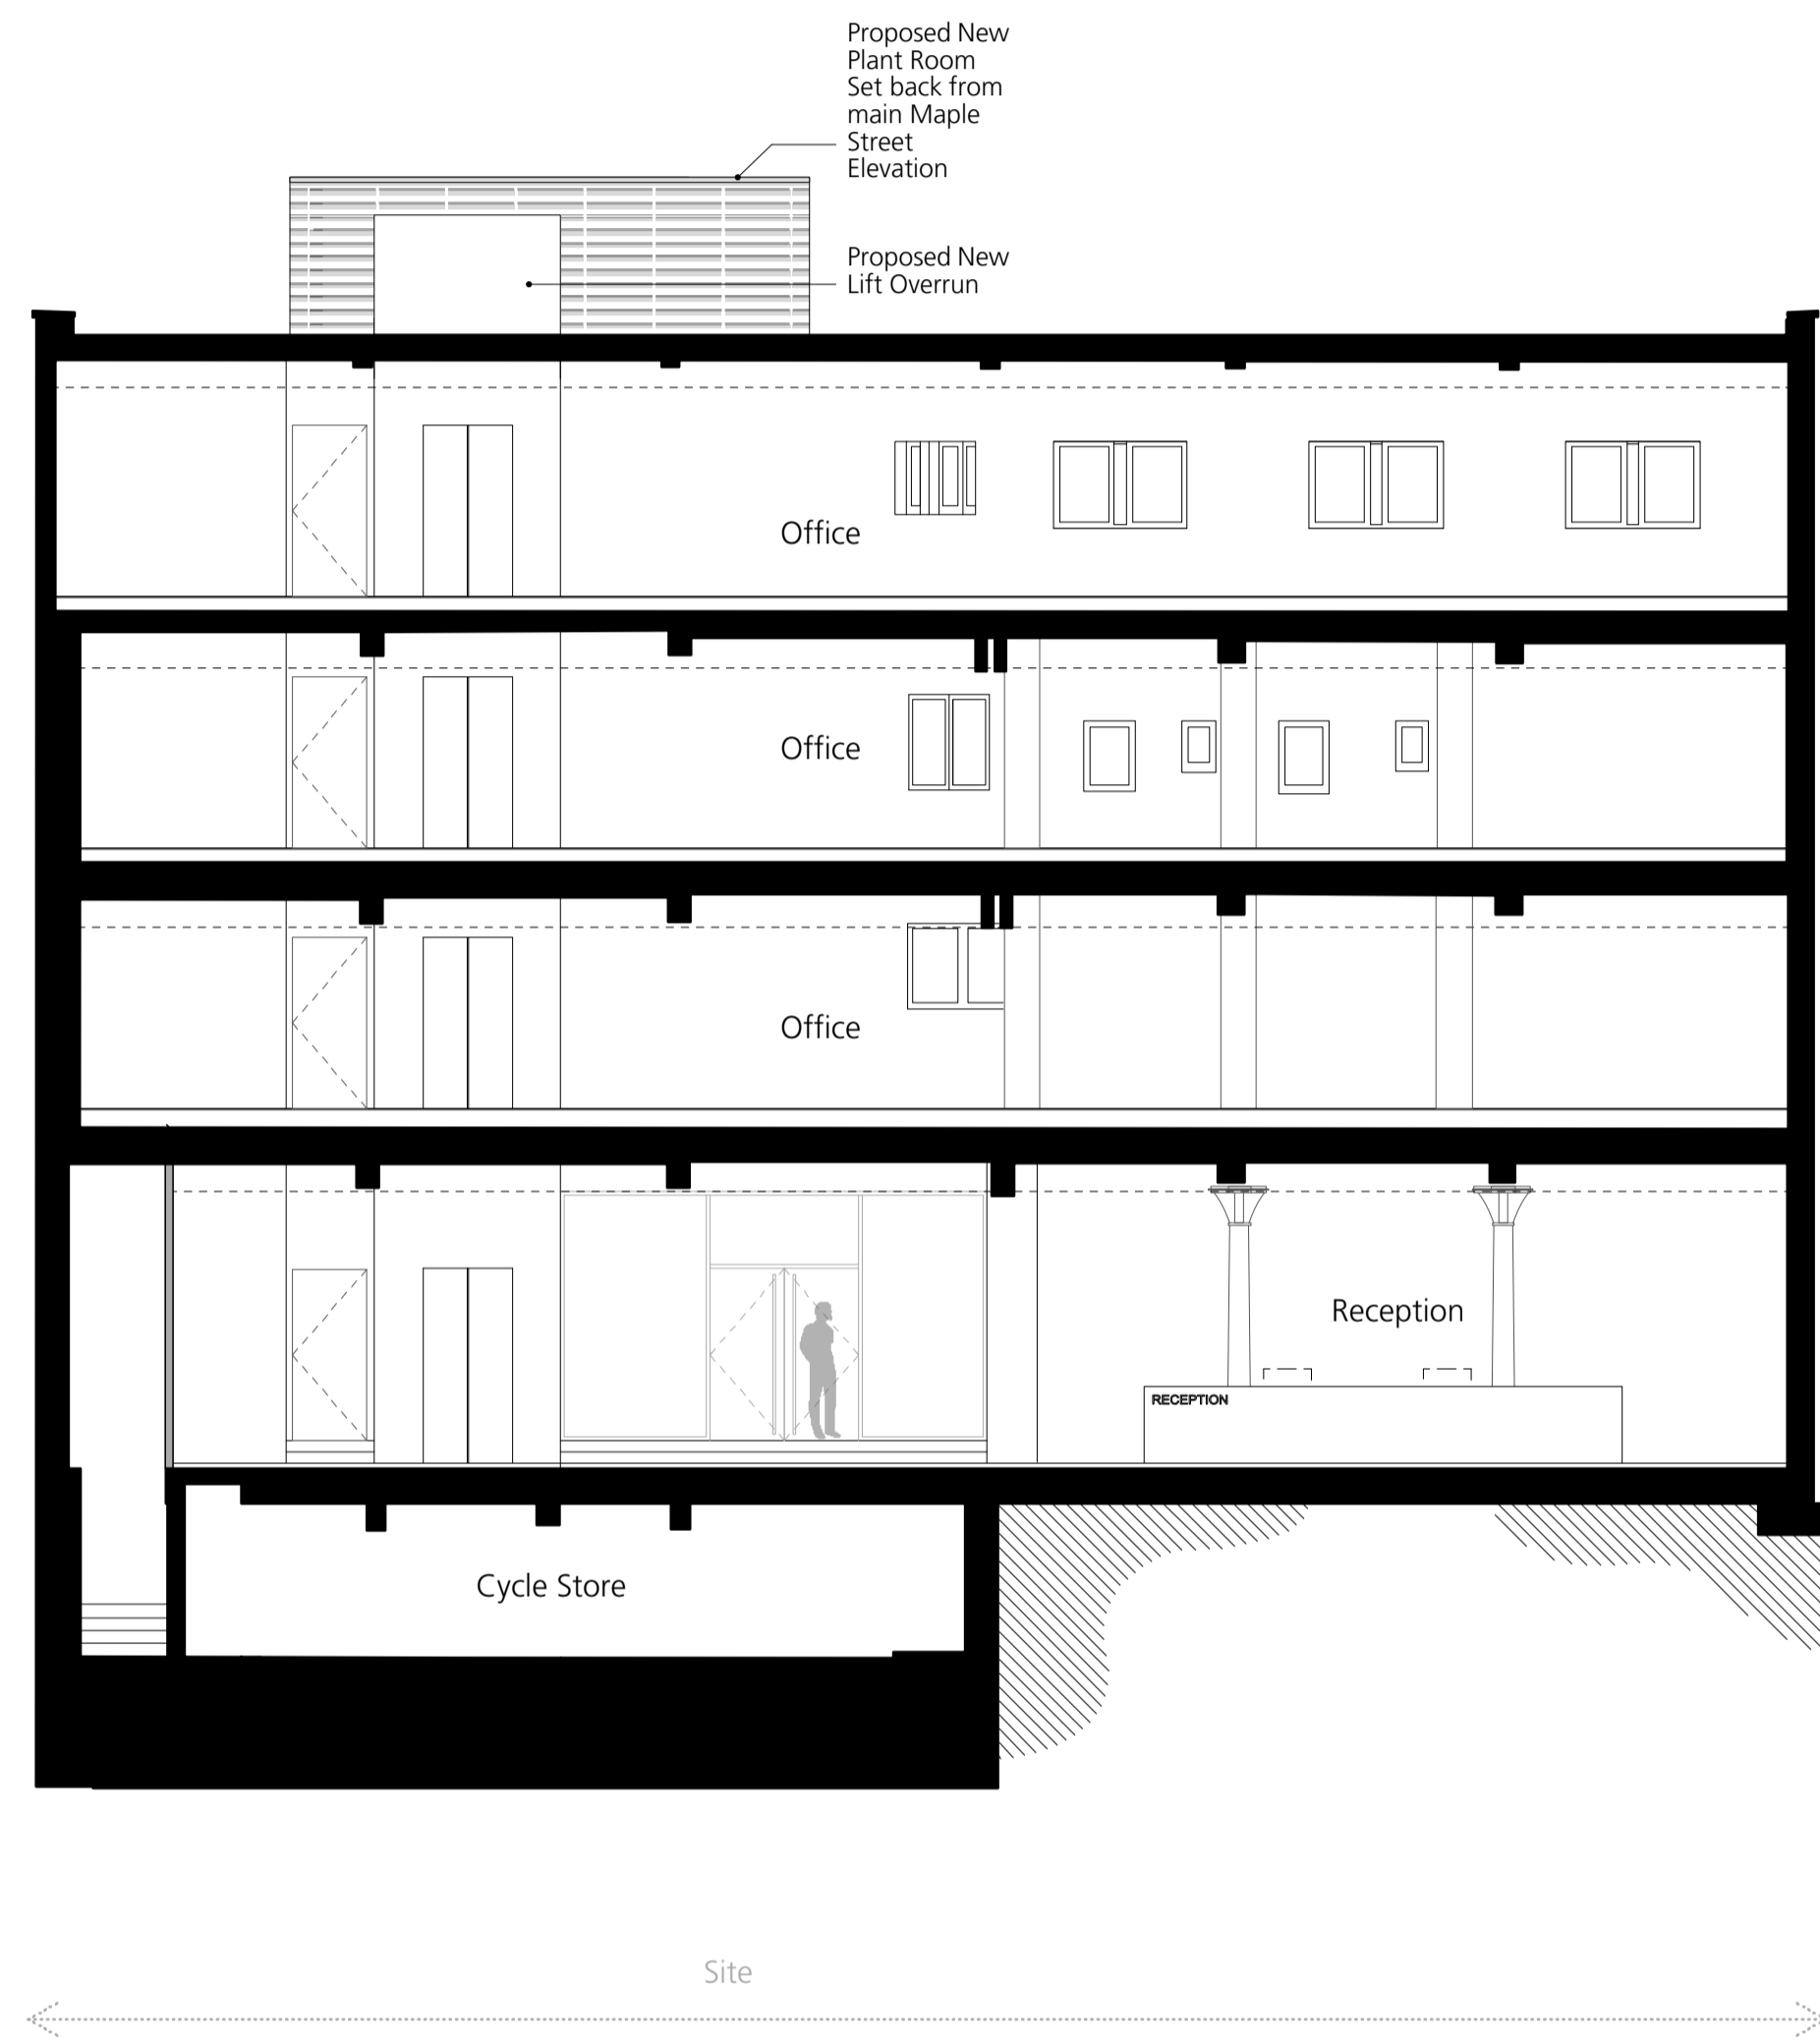 Proposed New
Plant Room
Set back from
main Maple
Street
Elevation
Proposed New
Lift Overrun
Office
Office
Office
Reception
RECEPTION
Cycle Store
Site